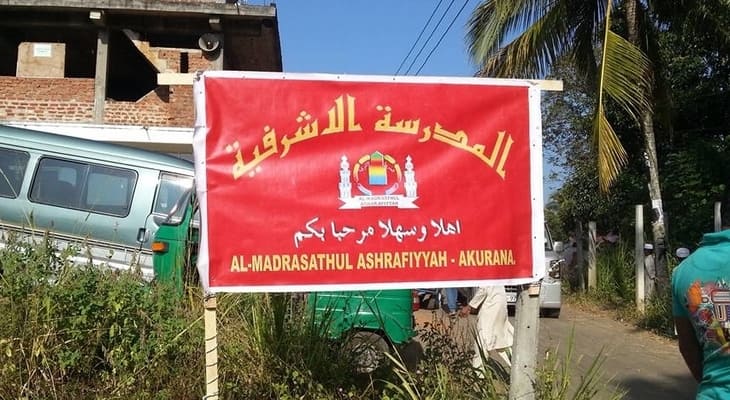 المدرسة الاشرفية
AL-MADRASATHUL
ASHRAFIYYAH
اهلا وسهلا مرحبا بكم
AL-MADRASATHUL ASHRAFIYYAH - AKURANA.